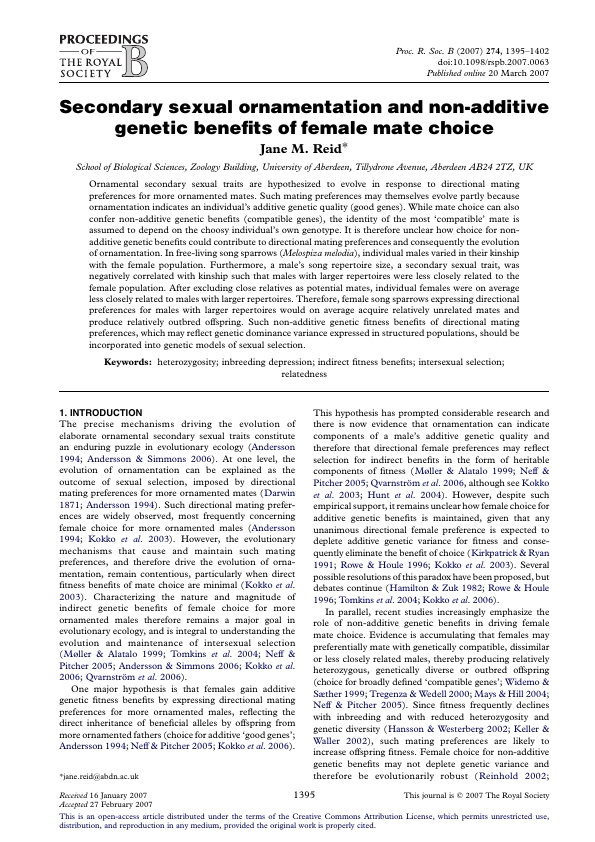 PROCEEDINGS
OF
THE ROYAL
SOCIETY
B
Proc. R. Soc. B (2007) 274, 1395–1402
doi:10.1098/rspb.2007.0063
Published online 20 March 2007
Secondary sexual ornamentation and non-additive
genetic benefits of female mate choice
Jane M. Reid*
School of Biological Sciences, Zoology Building, University of Aberdeen, Tillydrone Avenue, Aberdeen AB24 2TZ, UK
Ornamental secondary sexual traits are hypothesized to evolve in response to directional mating
preferences for more ornamented mates. Such mating preferences may themselves evolve partly because
ornamentation indicates an individual's additive genetic quality (good genes). While mate choice can also
confer non-additive genetic benefits (compatible genes), the identity of the most 'compatible' mate is
assumed to depend on the choosy individual's own genotype. It is therefore unclear how choice for non-
additive genetic benefits could contribute to directional mating preferences and consequently the evolution
of ornamentation. In free-living song sparrows (Melospiza melodia), individual males varied in their kinship
with the female population. Furthermore, a male's song repertoire size, a secondary sexual trait, was
negatively correlated with kinship such that males with larger repertoires were less closely related to the
female population. After excluding close relatives as potential mates, individual females were on average
less closely related to males with larger repertoires. Therefore, female song sparrows expressing directional
preferences for males with larger repertoires would on average acquire relatively unrelated mates and
produce relatively outbred offspring. Such non-additive genetic fitness benefits of directional mating
preferences, which may reflect genetic dominance variance expressed in structured populations, should be
incorporated into genetic models of sexual selection.
Keywords: heterozygosity; inbreeding depression; indirect fitness benefits; intersexual selection;
relatedness
1. INTRODUCTION
The precise mechanisms driving the evolution of
elaborate ornamental secondary sexual traits constitute
an enduring puzzle in evolutionary ecology (Andersson
1994; Andersson & Simmons 2006). At one level, the
evolution of ornamentation can be explained as the
outcome of sexual selection, imposed by directional
mating preferences for more ornamented mates (Darwin
1871; Andersson 1994). Such directional mating prefer-
ences are widely observed, most frequently concerning
female choice for more ornamented males (Andersson
1994; Kokko et al. 2003). However, the evolutionary
mechanisms that cause and maintain such mating
preferences, and therefore drive the evolution of orna-
mentation, remain contentious, particularly when direct
fitness benefits of mate choice are minimal (Kokko et al.
2003). Characterizing the nature and magnitude of
indirect genetic benefits of female choice for more
ornamented males therefore remains a major goal in
evolutionary ecology, and is integral to understanding the
evolution and maintenance of intersexual selection
(Møller & Alatalo 1999; Tomkins et al. 2004; Neff &
Pitcher 2005; Andersson & Simmons 2006; Kokko et al.
2006; Qvarnström et al. 2006).
One major hypothesis is that females gain additive
genetic fitness benefits by expressing directional mating
preferences for more ornamented males, reflecting the
direct inheritance of beneficial alleles by offspring from
more ornamented fathers (choice for additive 'good genes';
Andersson 1994; Neff & Pitcher 2005; Kokko et al. 2006).
This hypothesis has prompted considerable research and
there is now evidence that ornamentation can indicate
components of a male's additive genetic quality and
therefore that directional female preferences may reflect
selection for indirect benefits in the form of heritable
components of fitness (Møller & Alatalo 1999; Neff &
Pitcher 2005; Qvarnström et al. 2006, although see Kokko
et al. 2003; Hunt et al. 2004). However, despite such
empirical support, it remains unclear how female choice for
additive genetic benefits is maintained, given that any
unanimous directional female preference is expected to
deplete additive genetic variance for fitness and conse-
quently eliminate the benefit of choice (Kirkpatrick & Ryan
1991; Rowe & Houle 1996; Kokko et al. 2003). Several
possible resolutions of this paradox have been proposed, but
debates continue (Hamilton & Zuk 1982; Rowe & Houle
1996; Tomkins et al. 2004; Kokko et al. 2006).
In parallel, recent studies increasingly emphasize the
role of non-additive genetic benefits in driving female
mate choice. Evidence is accumulating that females may
preferentially mate with genetically compatible, dissimilar
or less closely related males, thereby producing relatively
heterozygous, genetically diverse or outbred offspring
(choice for broadly defined 'compatible genes'; Widemo &
Sæther 1999; Tregenza & Wedell 2000; Mays & Hill 2004;
Neff & Pitcher 2005). Since fitness frequently declines
with inbreeding and with reduced heterozygosity and
genetic diversity (Hansson & Westerberg 2002; Keller &
Waller 2002), such mating preferences are likely to
increase offspring fitness. Female choice for non-additive
genetic benefits may not deplete genetic variance and
therefore be evolutionarily robust (Reinhold 2002;
*jane.reid@abdn.ac.uk
Received 16 January 2007
Accepted 27 February 2007
1395
This journal is © 2007 The Royal Society
This is an open-access article distributed under the terms of the Creative Commons Attribution License, which permits unrestricted use,
distribution, and reproduction in any medium, provided the original work is properly cited.